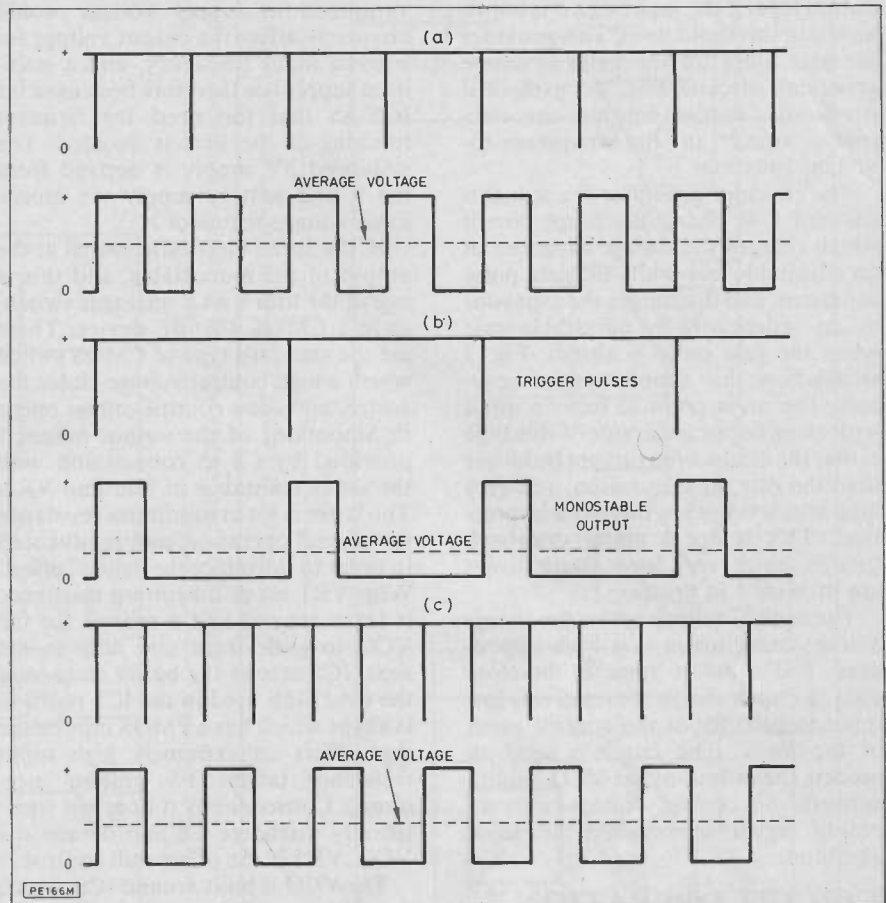 (a)
+
0
+
AVERAGE VOLTAGE
0
(b)
+
TRIGGER PULSES
0
+
MONOSTABLE
OUTPUT
AVERAGE VOLTAGE
0
(c)
+
0
AVERAGE VOLTAGE
+
0
PE166M